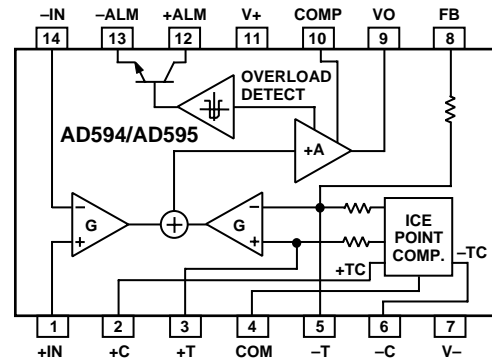 –IN –ALM +ALM V+ COMP VO FB
14 13 12 11 10 9 8
OVERLOAD
DETECT
AD594/AD595
+A
– – ICE
G + G POINT
+ + COMP. –TC
+TC
1 2 3 4 5 6 7
+IN +C +T COM –T –C V–